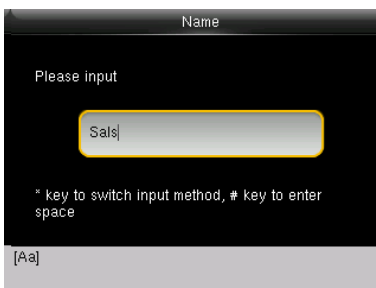 Name
Please input
Sals
* key to switch input method, # key to enter
space
[Aa]